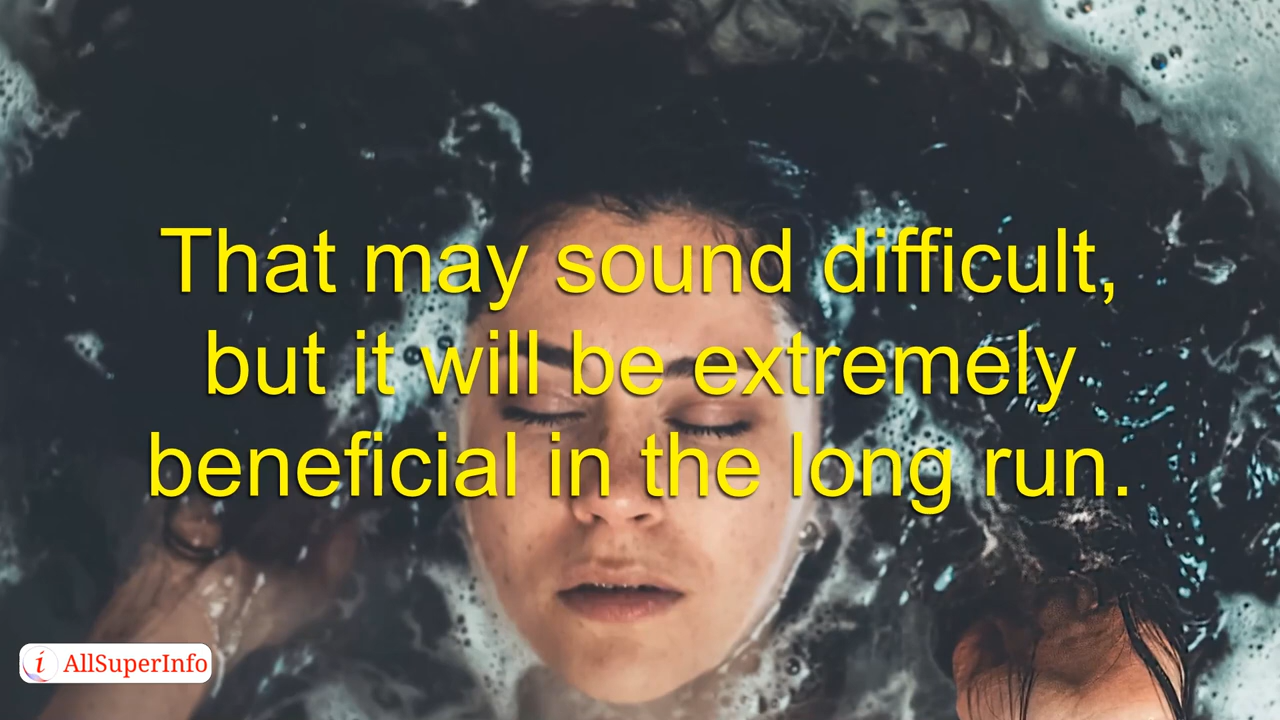 That may sound difficult,
but it will be extremely
beneficial in the long run.
i AllSuperInfo